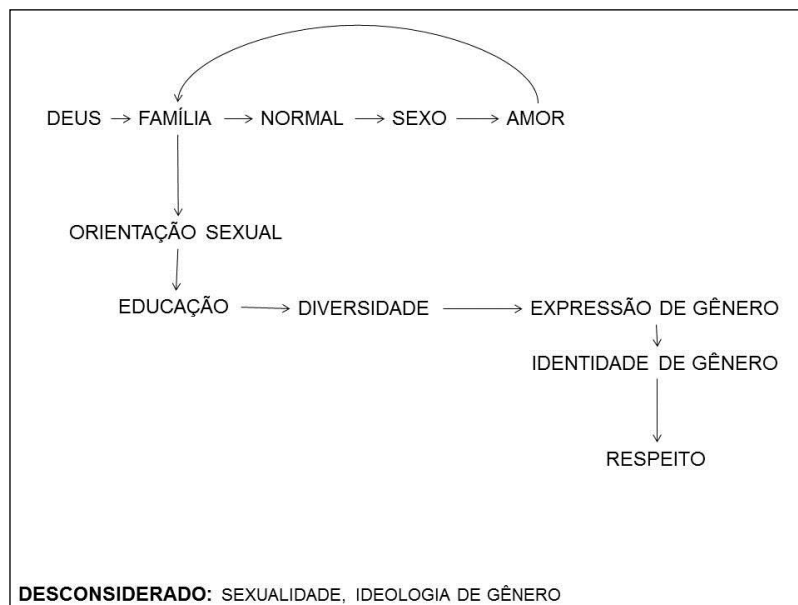 DEUS FAMÍLIA NORMAL SEXO AMOR
ORIENTAÇÃO SEXUAL
EDUCAÇÃO DIVERSIDADE EXPRESSÃO DE GÊNERO
IDENTIDADE DE GÊNERO
RESPEITO
DESCONSIDERADO: SEXUALIDADE, IDEOLOGIA DE GÊNERO